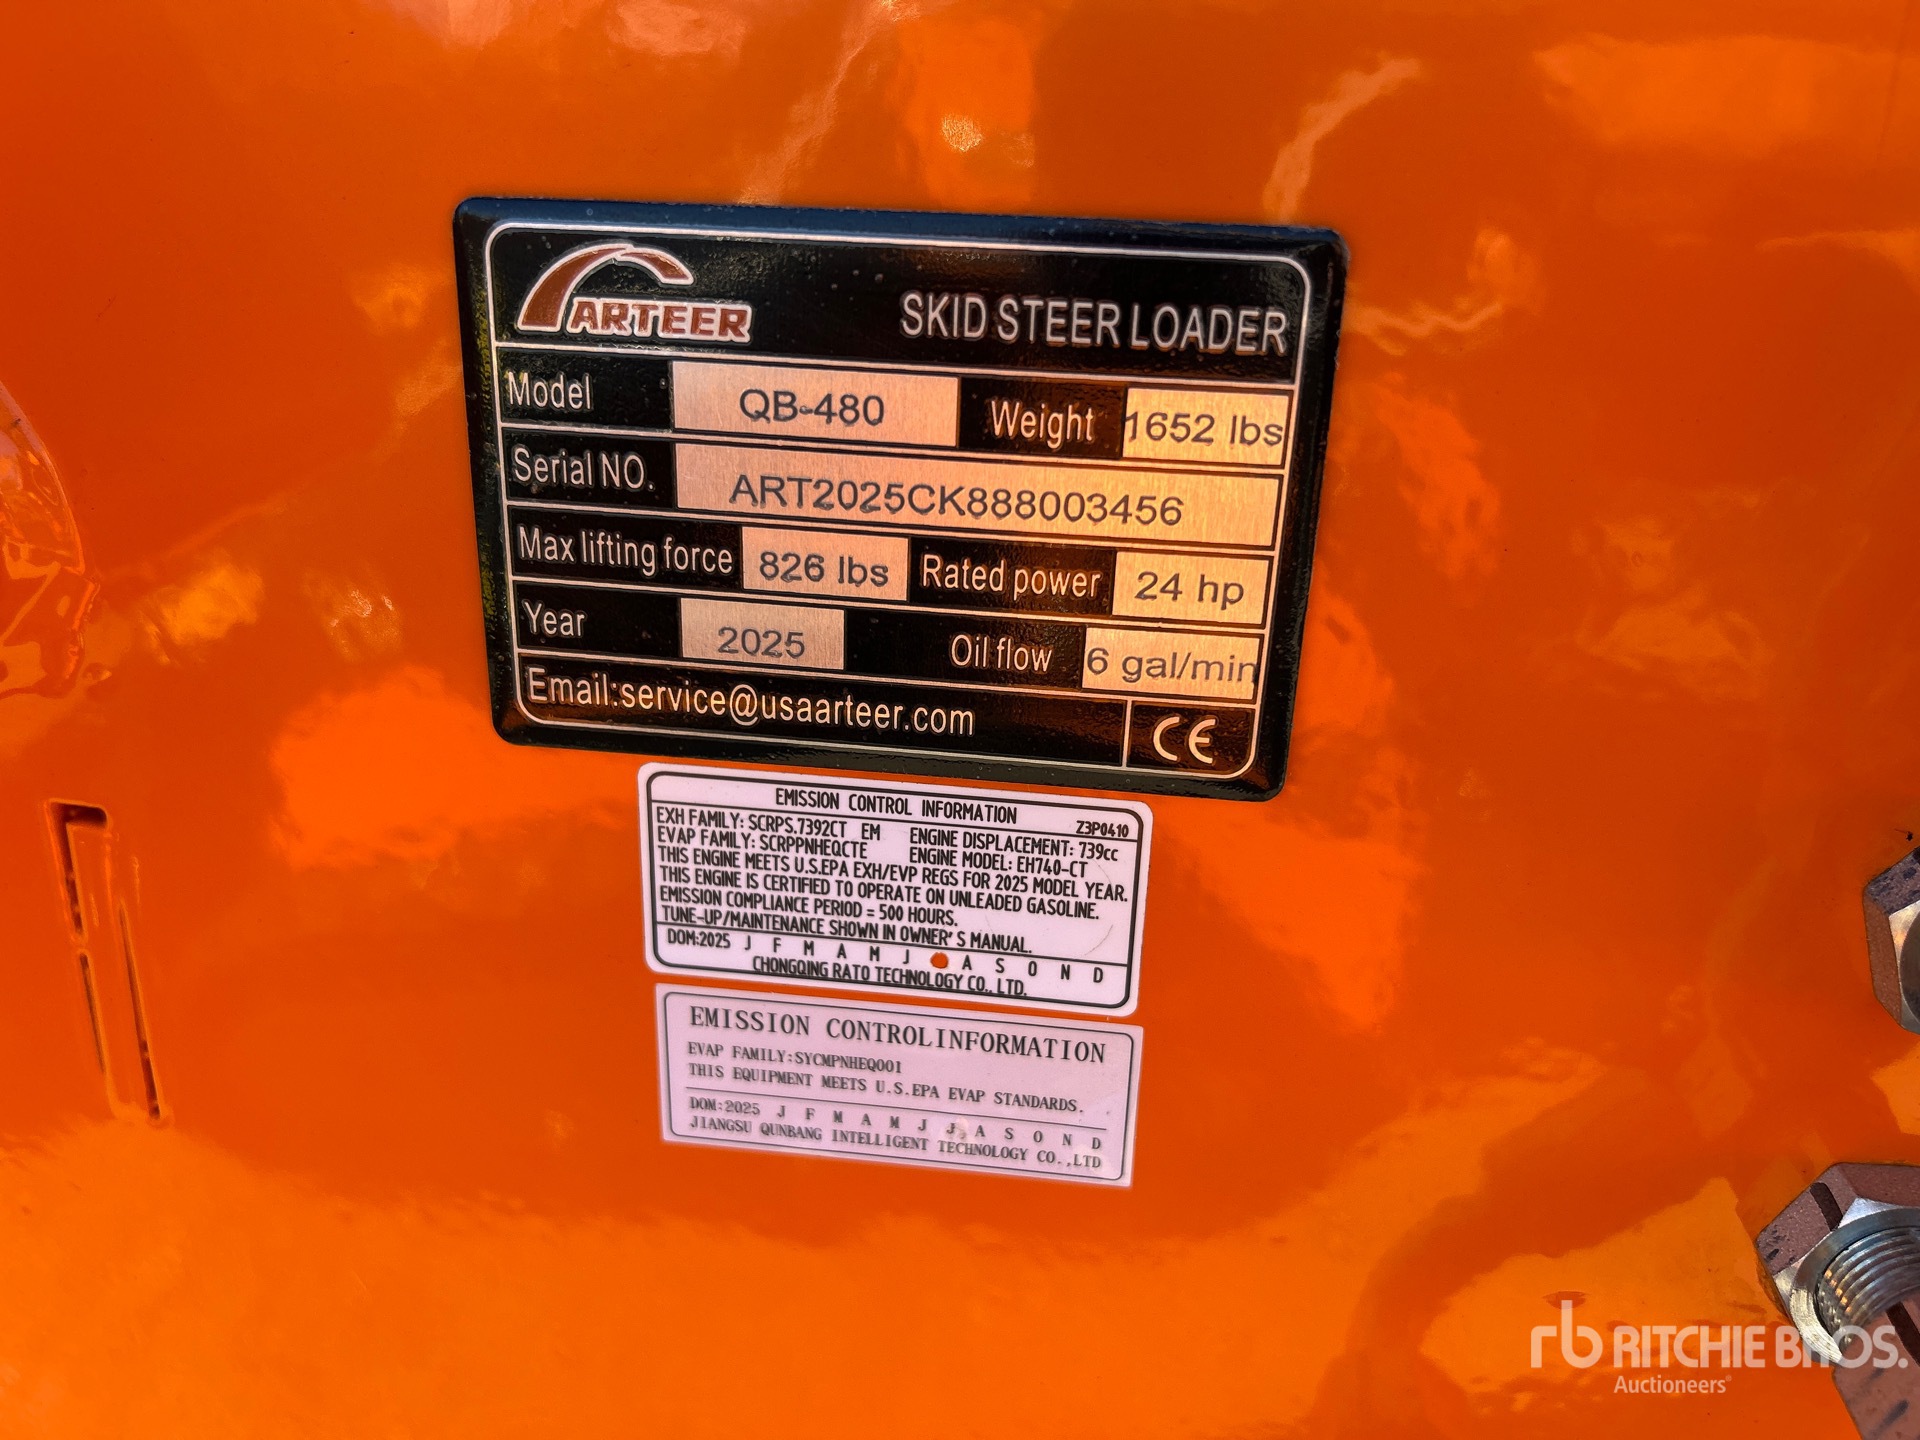 ARTEER SKID STEER LOADER
Model QB-480 Weight 1652 lbs
Serial NO. ART2025CK888003456
Max lifting force 826 lbs Rated power 24 hp
Year 2025 Oil flow 6 gal/min
Email:service@usaarteer.com CE
EMISSION CONTROL INFORMATION Z3P0410
EXH FAMILY: SCRPS.7392CT EM ENGINE DISPLACEMENT: 739cc
EVAP FAMILY: SCRPPNHEQCTE ENGINE MODEL: EH740-CT
THIS ENGINE MEETS U.S.EPA EXH/EVP REGS FOR 2025 MODEL YEAR.
THIS ENGINE IS CERTIFIED TO OPERATE ON UNLEADED GASOLINE.
EMISSION COMPLIANCE PERIOD = 500 HOURS.
TUNE-UP/MAINTENANCE SHOWN IN OWNER'S MANUAL.
DOM:2025 J F M A M J A S O N D
CHONGQING RATO TECHNOLOGY CO., LTD.
EMISSION CONTROLINFORMATION
EVAP FAMILY:SYCMPNHEQ001
THIS EQUIPMENT MEETS U.S.EPA EVAP STANDARDS.
DOM:2025 J F M A M J J A S O N D
JIANGSU QUNBANG INTELLIGENT TECHNOLOGY CO.,LTD
rb RITCHIE BROS.
Auctioneers